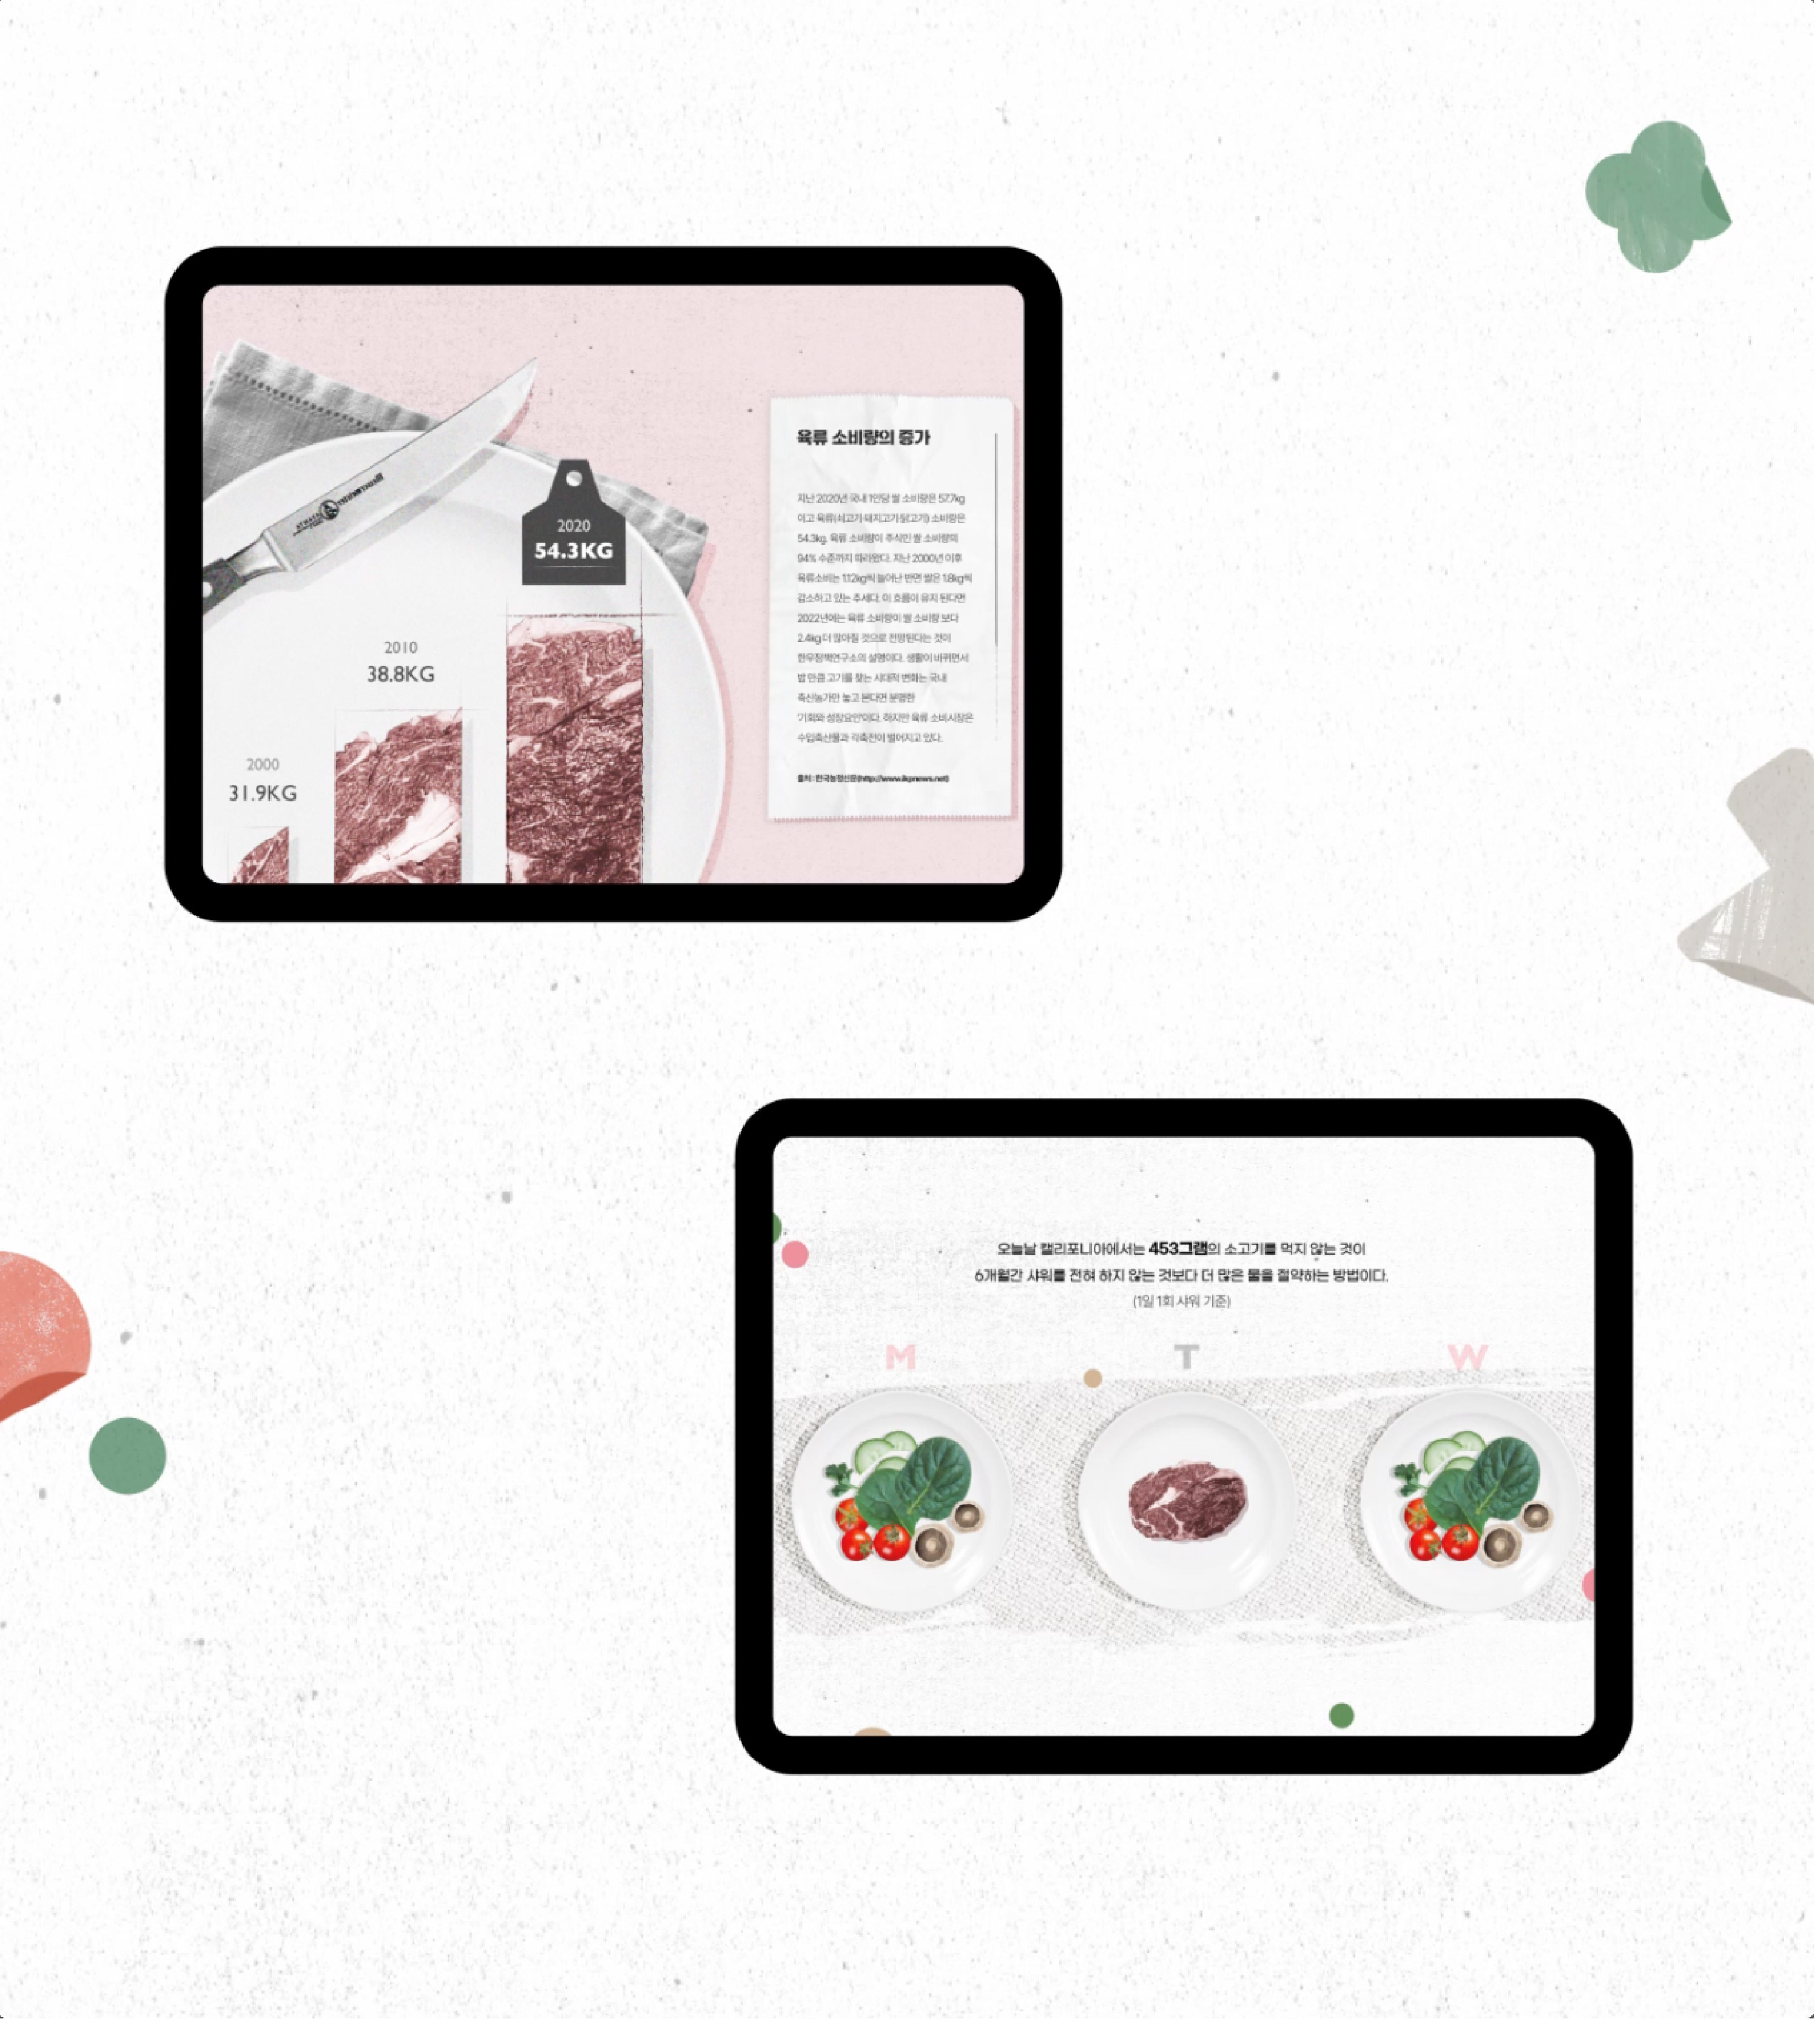 2020
54.3KG
2010
38.8KG
2000
31.9KG
육류 소비량의 증가
지난 2020년 국내 1인당 쌀 소비량은 57.7kg
이고 육류(쇠고기·돼지고기·닭고기) 소비량은
54.3kg. 육류 소비량이 주식인 쌀 소비량의
94% 수준까지 따라왔다. 지난 2000년 이후
육류소비는 1.12kg씩 늘어난 반면 쌀은 1.8kg씩
감소하고 있는 추세다. 이 흐름이 유지 된다면
2022년에는 육류 소비량이 쌀 소비량 보다
2.4kg 더 많아질 것으로 전망된다는 것이
한우정책연구소의 설명이다. 생활이 바뀌면서
밥 만큼 고기를 찾는 시대적 변화는 국내
축산농가만 놓고 본다면 분명한
'기회와 성장요인'이다. 하지만 육류 소비시장은
수입축산물과 각축전이 벌어지고 있다.
출처 : 한국농정신문(http://www.ikpnews.net)
오늘날 캘리포니아에서는 453그램의 소고기를 먹지 않는 것이
6개월간 샤워를 전혀 하지 않는 것보다 더 많은 물을 절약하는 방법이다.
(1일 1회 샤워 기준)
M T W